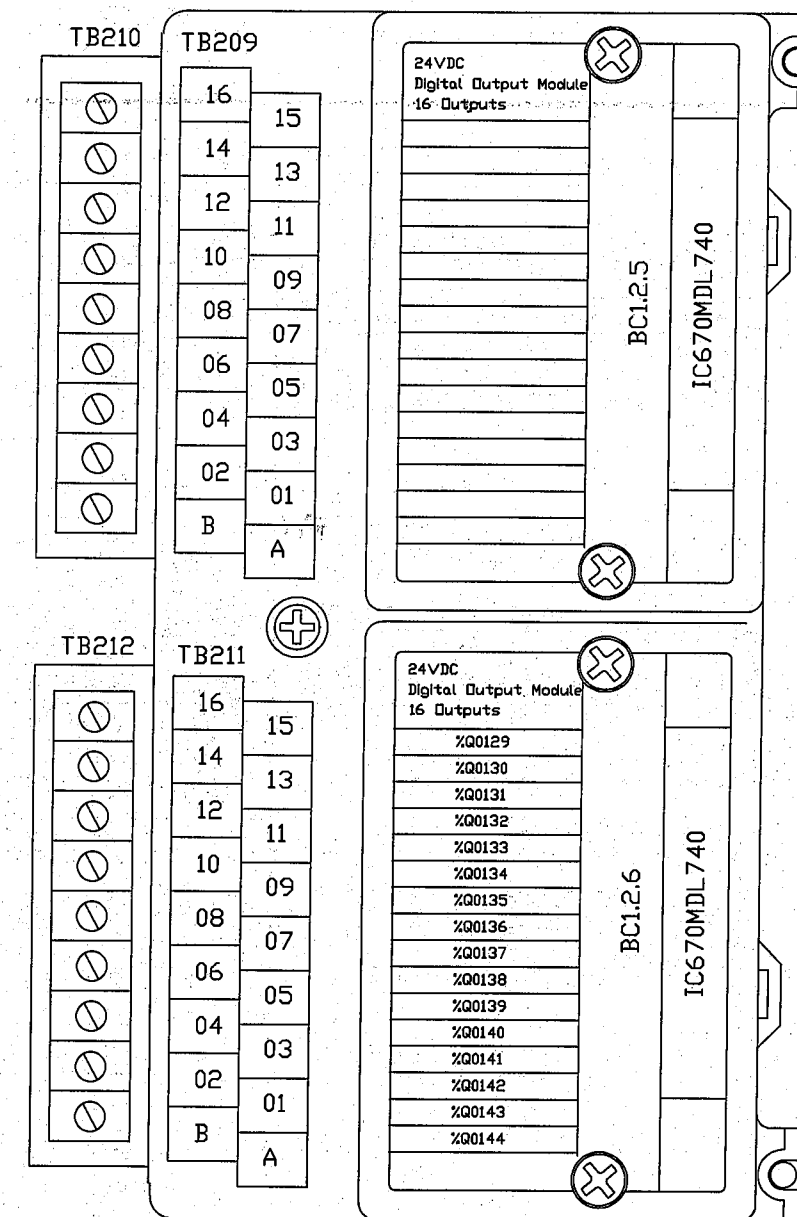 TB210
TB209
16
15
14
13
12
11
10
09
08
07
06
05
04
03
02
01
B
A
24VDC
Digital Output Module
16 Outputs
BC1.2.5
IC670MDL740
TB212
TB211
16
15
14
13
12
11
10
09
08
07
06
05
04
03
02
01
B
A
24VDC
Digital Output Module
16 Outputs
%Q0129
%Q0130
%Q0131
%Q0132
%Q0133
%Q0134
%Q0135
%Q0136
%Q0137
%Q0138
%Q0139
%Q0140
%Q0141
%Q0142
%Q0143
%Q0144
BC1.2.6
IC670MDL740